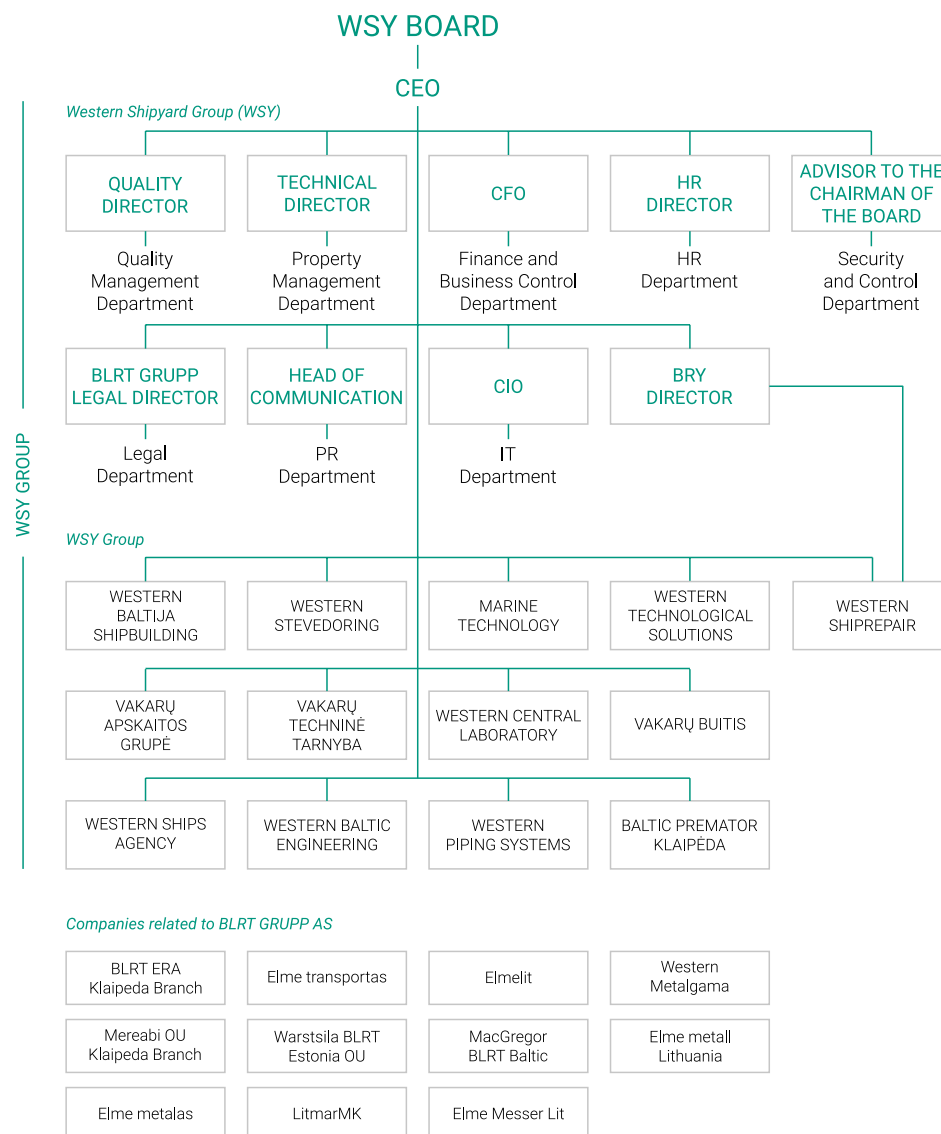 WSY BOARD
CEO
Western Shipyard Group (WSY)
QUALITY
DIRECTOR
TECHNICAL
DIRECTOR
CFO
HR
DIRECTOR
ADVISOR TO THE
CHAIRMAN OF
THE BOARD
Quality
Management
Department
Property
Management
Department
Finance and
Business Control
Department
HR
Department
Security
and Control
Department
BLRT GRUPP
LEGAL DIRECTOR
HEAD OF
COMMUNICATION
CIO
BRY
DIRECTOR
Legal
Department
PR
Department
IT
Department
WSY GROUP
WSY Group
WESTERN
BALTIJA
SHIPBUILDING
WESTERN
STEVEDORING
MARINE
TECHNOLOGY
WESTERN
TECHNOLOGICAL
SOLUTIONS
WESTERN
SHIPREPAIR
VAKARŲ
APSKAITOS
GRUPĖ
VAKARŲ
TECHNINĖ
TARNYBA
WESTERN CENTRAL
LABORATORY
VAKARŲ BUITIS
WESTERN SHIPS
AGENCY
WESTERN BALTIC
ENGINEERING
WESTERN
PIPING SYSTEMS
BALTIC PREMATOR
KLAIPĖDA
Companies related to BLRT GRUPP AS
BLRT ERA
Klaipeda Branch
Elme transportas
Elmelit
Western
Metalgama
Mereabi OU
Klaipeda Branch
Warstsila BLRT
Estonia OU
MacGregor
BLRT Baltic
Elme metall
Lithuania
Elme metalas
LitmarMK
Elme Messer Lit